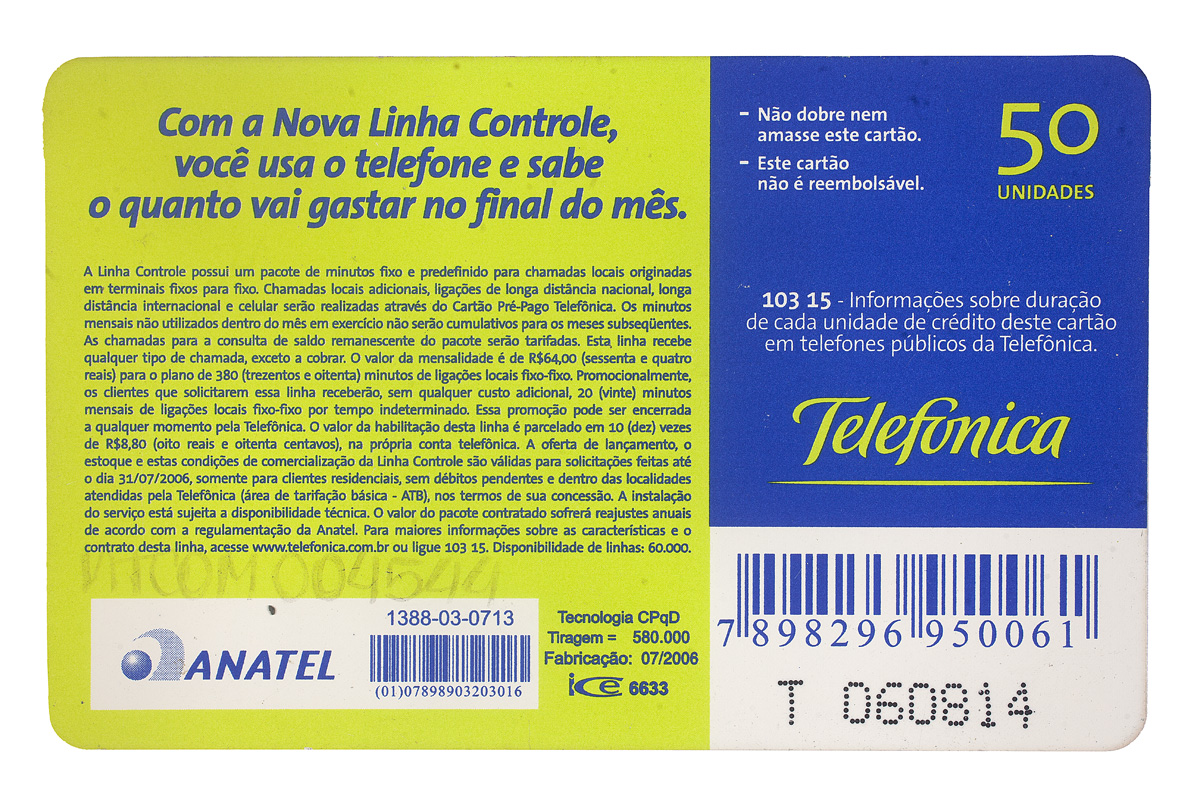 Com a Nova Linha Controle,
você usa o telefone e sabe
o quanto vai gastar no final do mês.
A Linha Controle possui um pacote de minutos fixo e predefinido para chamadas locais originadas
em terminais fixos para fixo. Chamadas locais adicionais, ligações de longa distância nacional, longa
distância internacional e celular serão realizadas através do Cartão Pré-Pago Telefônica. Os minutos
mensais não utilizados dentro do mês em exercício não serão cumulativos para os meses subseqüentes.
As chamadas para a consulta de saldo remanescente do pacote serão tarifadas. Esta linha recebe
qualquer tipo de chamada, exceto a cobrar. O valor da mensalidade é de R$64,00 (sessenta e quatro
reais) para o plano de 380 (trezentos e oitenta) minutos de ligações locais fixo-fixo. Promocionalmente,
os clientes que solicitarem essa linha receberão, sem qualquer custo adicional, 20 (vinte) minutos
mensais de ligações locais fixo-fixo por tempo indeterminado. Essa promoção pode ser encerrada
a qualquer momento pela Telefônica. O valor da habilitação desta linha é parcelado em 10 (dez) vezes
de R$8,80 (oito reais e oitenta centavos), na própria conta telefônica. A oferta de lançamento, o
estoque e estas condições de comercialização da Linha Controle são válidas para solicitações feitas até
o dia 31/07/2006, somente para clientes residenciais, sem débitos pendentes e dentro das localidades
atendidas pela Telefônica (área de tarifação básica - ATB), nos termos de sua concessão. A instalação
do serviço está sujeita a disponibilidade técnica. O valor do pacote contratado sofrerá reajustes anuais
de acordo com a regulamentação da Anatel. Para maiores informações sobre as características e o
contrato desta linha, acesse www.telefonica.com.br ou ligue 103 15. Disponibilidade de linhas: 60.000.
MTCOM 004544
ANATEL
1388-03-0713
(01)07898903203016
Tecnologia CPqD
Tiragem = 580.000
Fabricação: 07/2006
ice 6633
- Não dobre nem
amasse este cartão.
- Este cartão
não é reembolsável.
50
UNIDADES
103 15 - Informações sobre duração
de cada unidade de crédito deste cartão
em telefones públicos da Telefônica.
Telefónica
7 898296 950061
T 060814